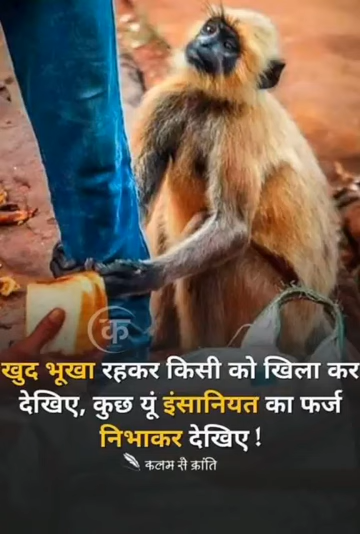 क
खुद भूखा रहकर किसी को खिला कर
देखिए, कुछ यूं इंसानियत का फर्ज
निभाकर देखिए !
कलम सै क्रांति